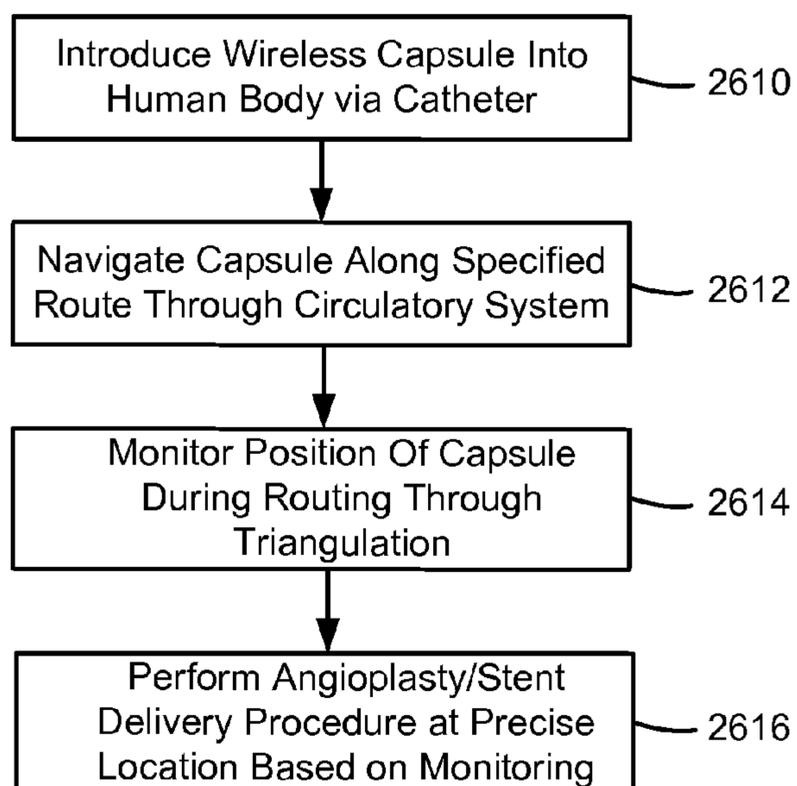 Introduce Wireless Capsule Into
Human Body via Catheter
2610
Navigate Capsule Along Specified
Route Through Circulatory System
2612
Monitor Position Of Capsule
During Routing Through
Triangulation
2614
Perform Angioplasty/Stent
Delivery Procedure at Precise
Location Based on Monitoring
2616